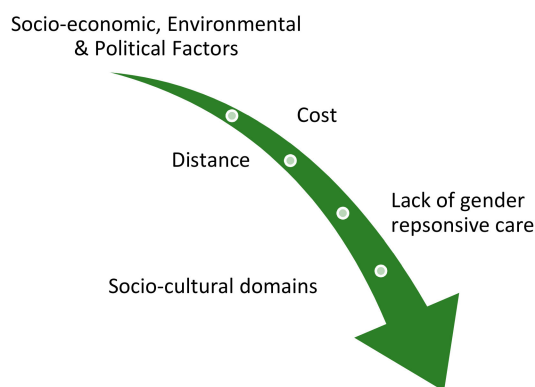 Socio-economic, Environmental
& Political Factors
Cost
Distance
Lack of gender
repsonsive care
Socio-cultural domains